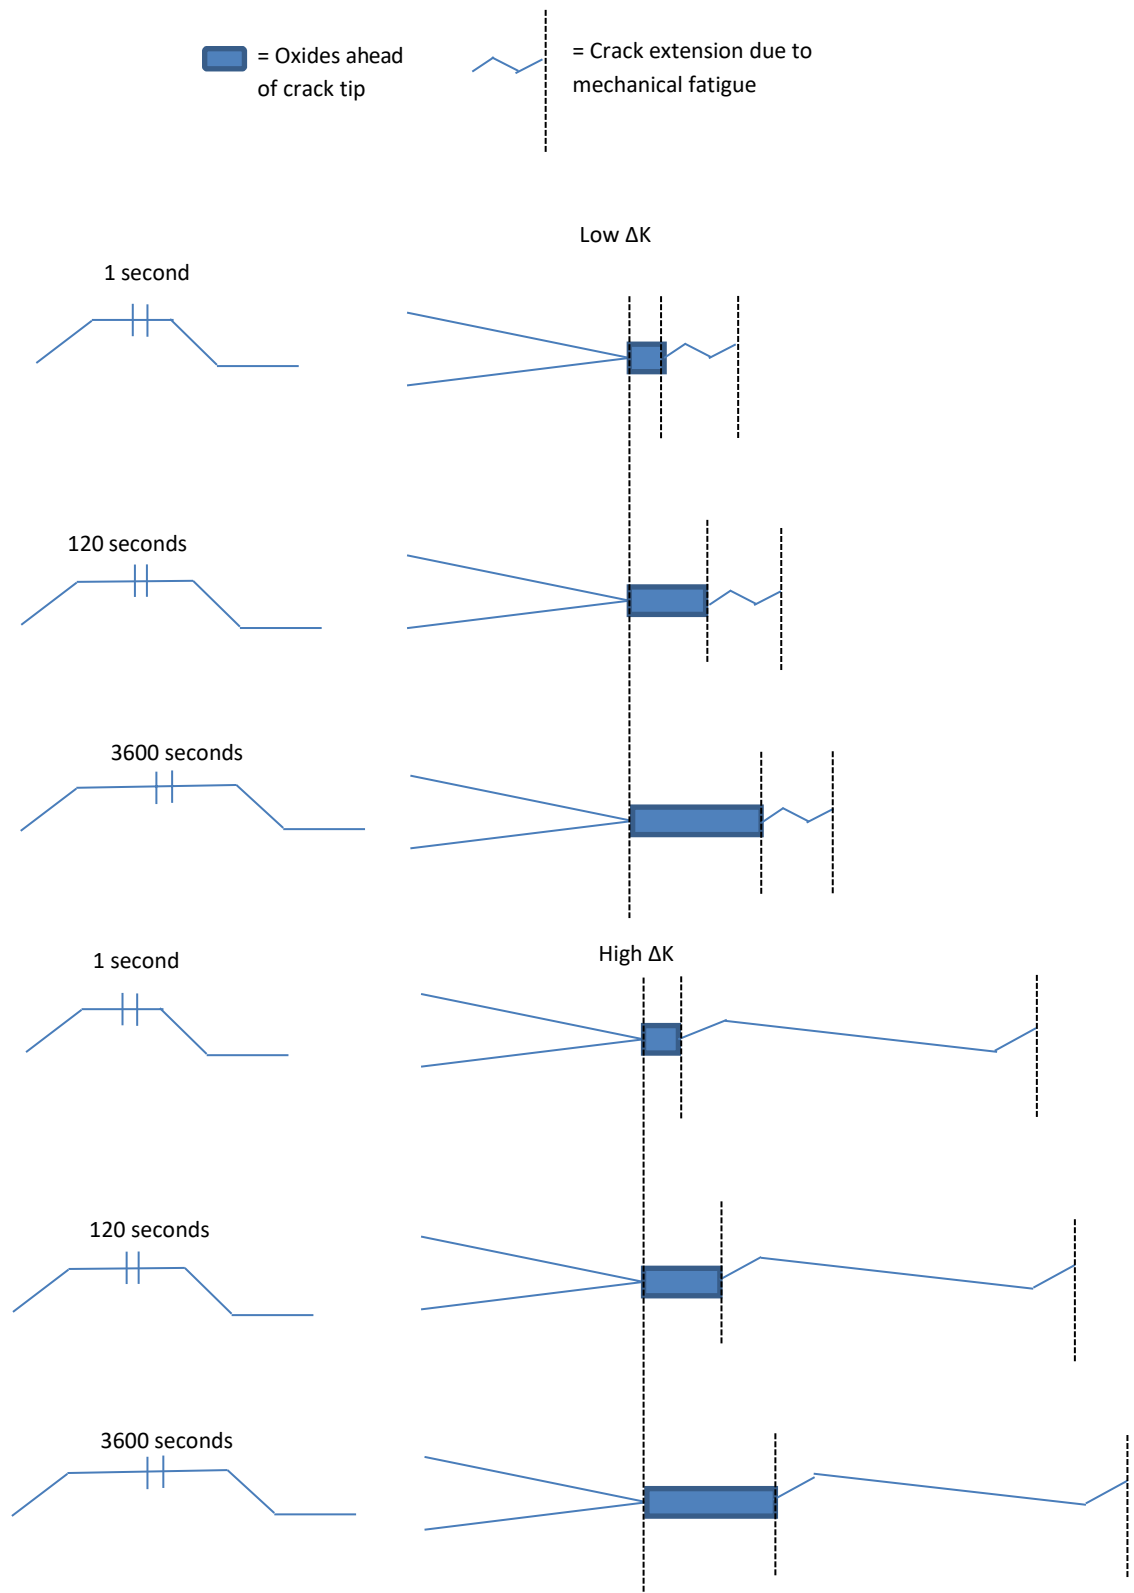 = Oxides ahead
of crack tip
= Crack extension due to
mechanical fatigue
Low ΔK
1 second
120 seconds
3600 seconds
High ΔK
1 second
120 seconds
3600 seconds